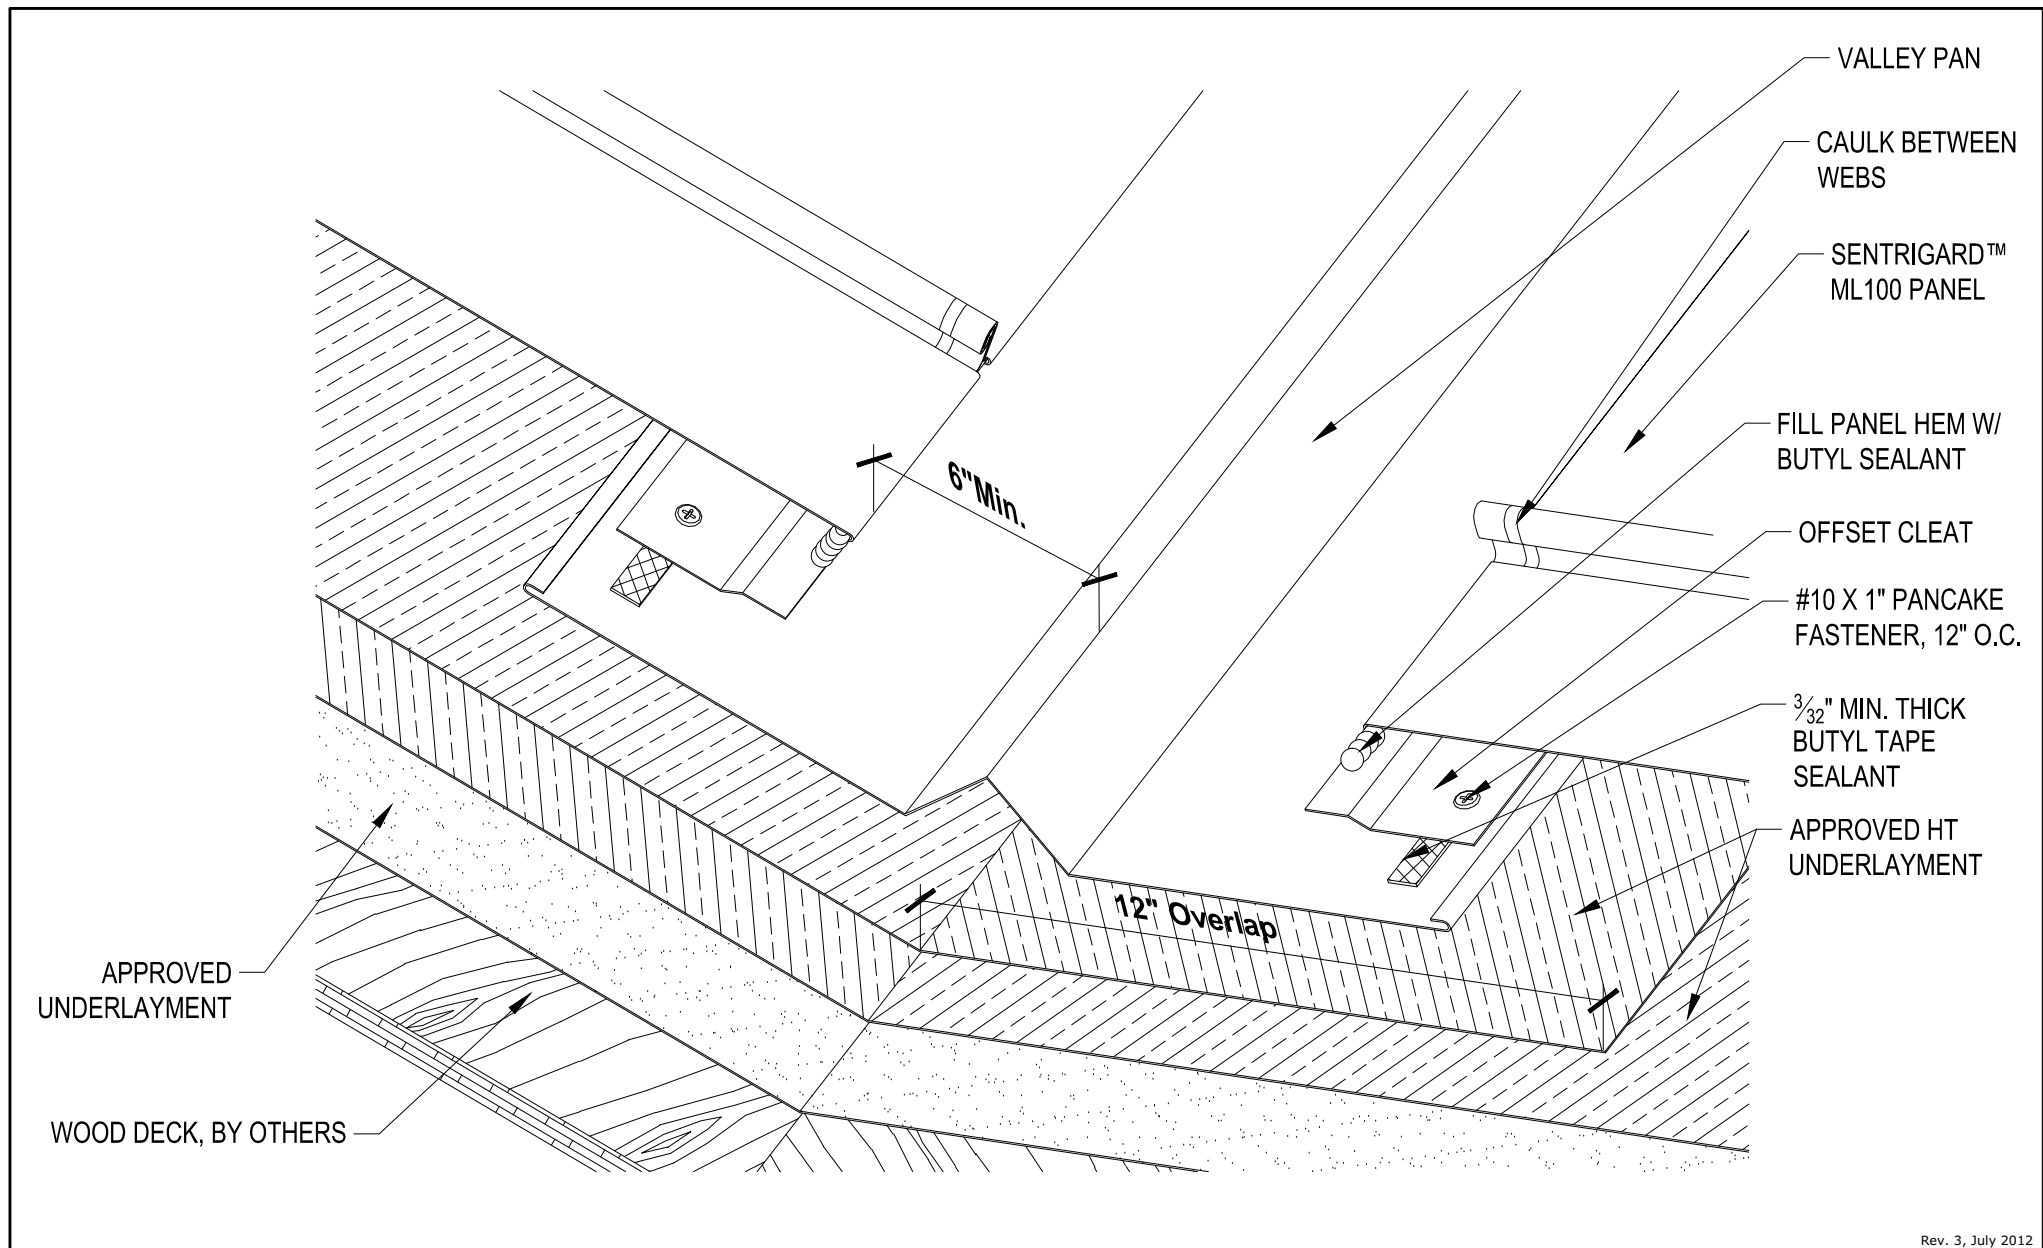 VALLEY PAN
CAULK BETWEEN
WEBS
SENTRIGARD™
ML100 PANEL
FILL PANEL HEM W/
BUTYL SEALANT
OFFSET CLEAT
#10 X 1" PANCAKE
FASTENER, 12" O.C.
3/32" MIN. THICK
BUTYL TAPE
SEALANT
APPROVED HT
UNDERLAYMENT
6"Min.
12" Overlap
APPROVED
UNDERLAYMENT
WOOD DECK, BY OTHERS
Rev. 3, July 2012